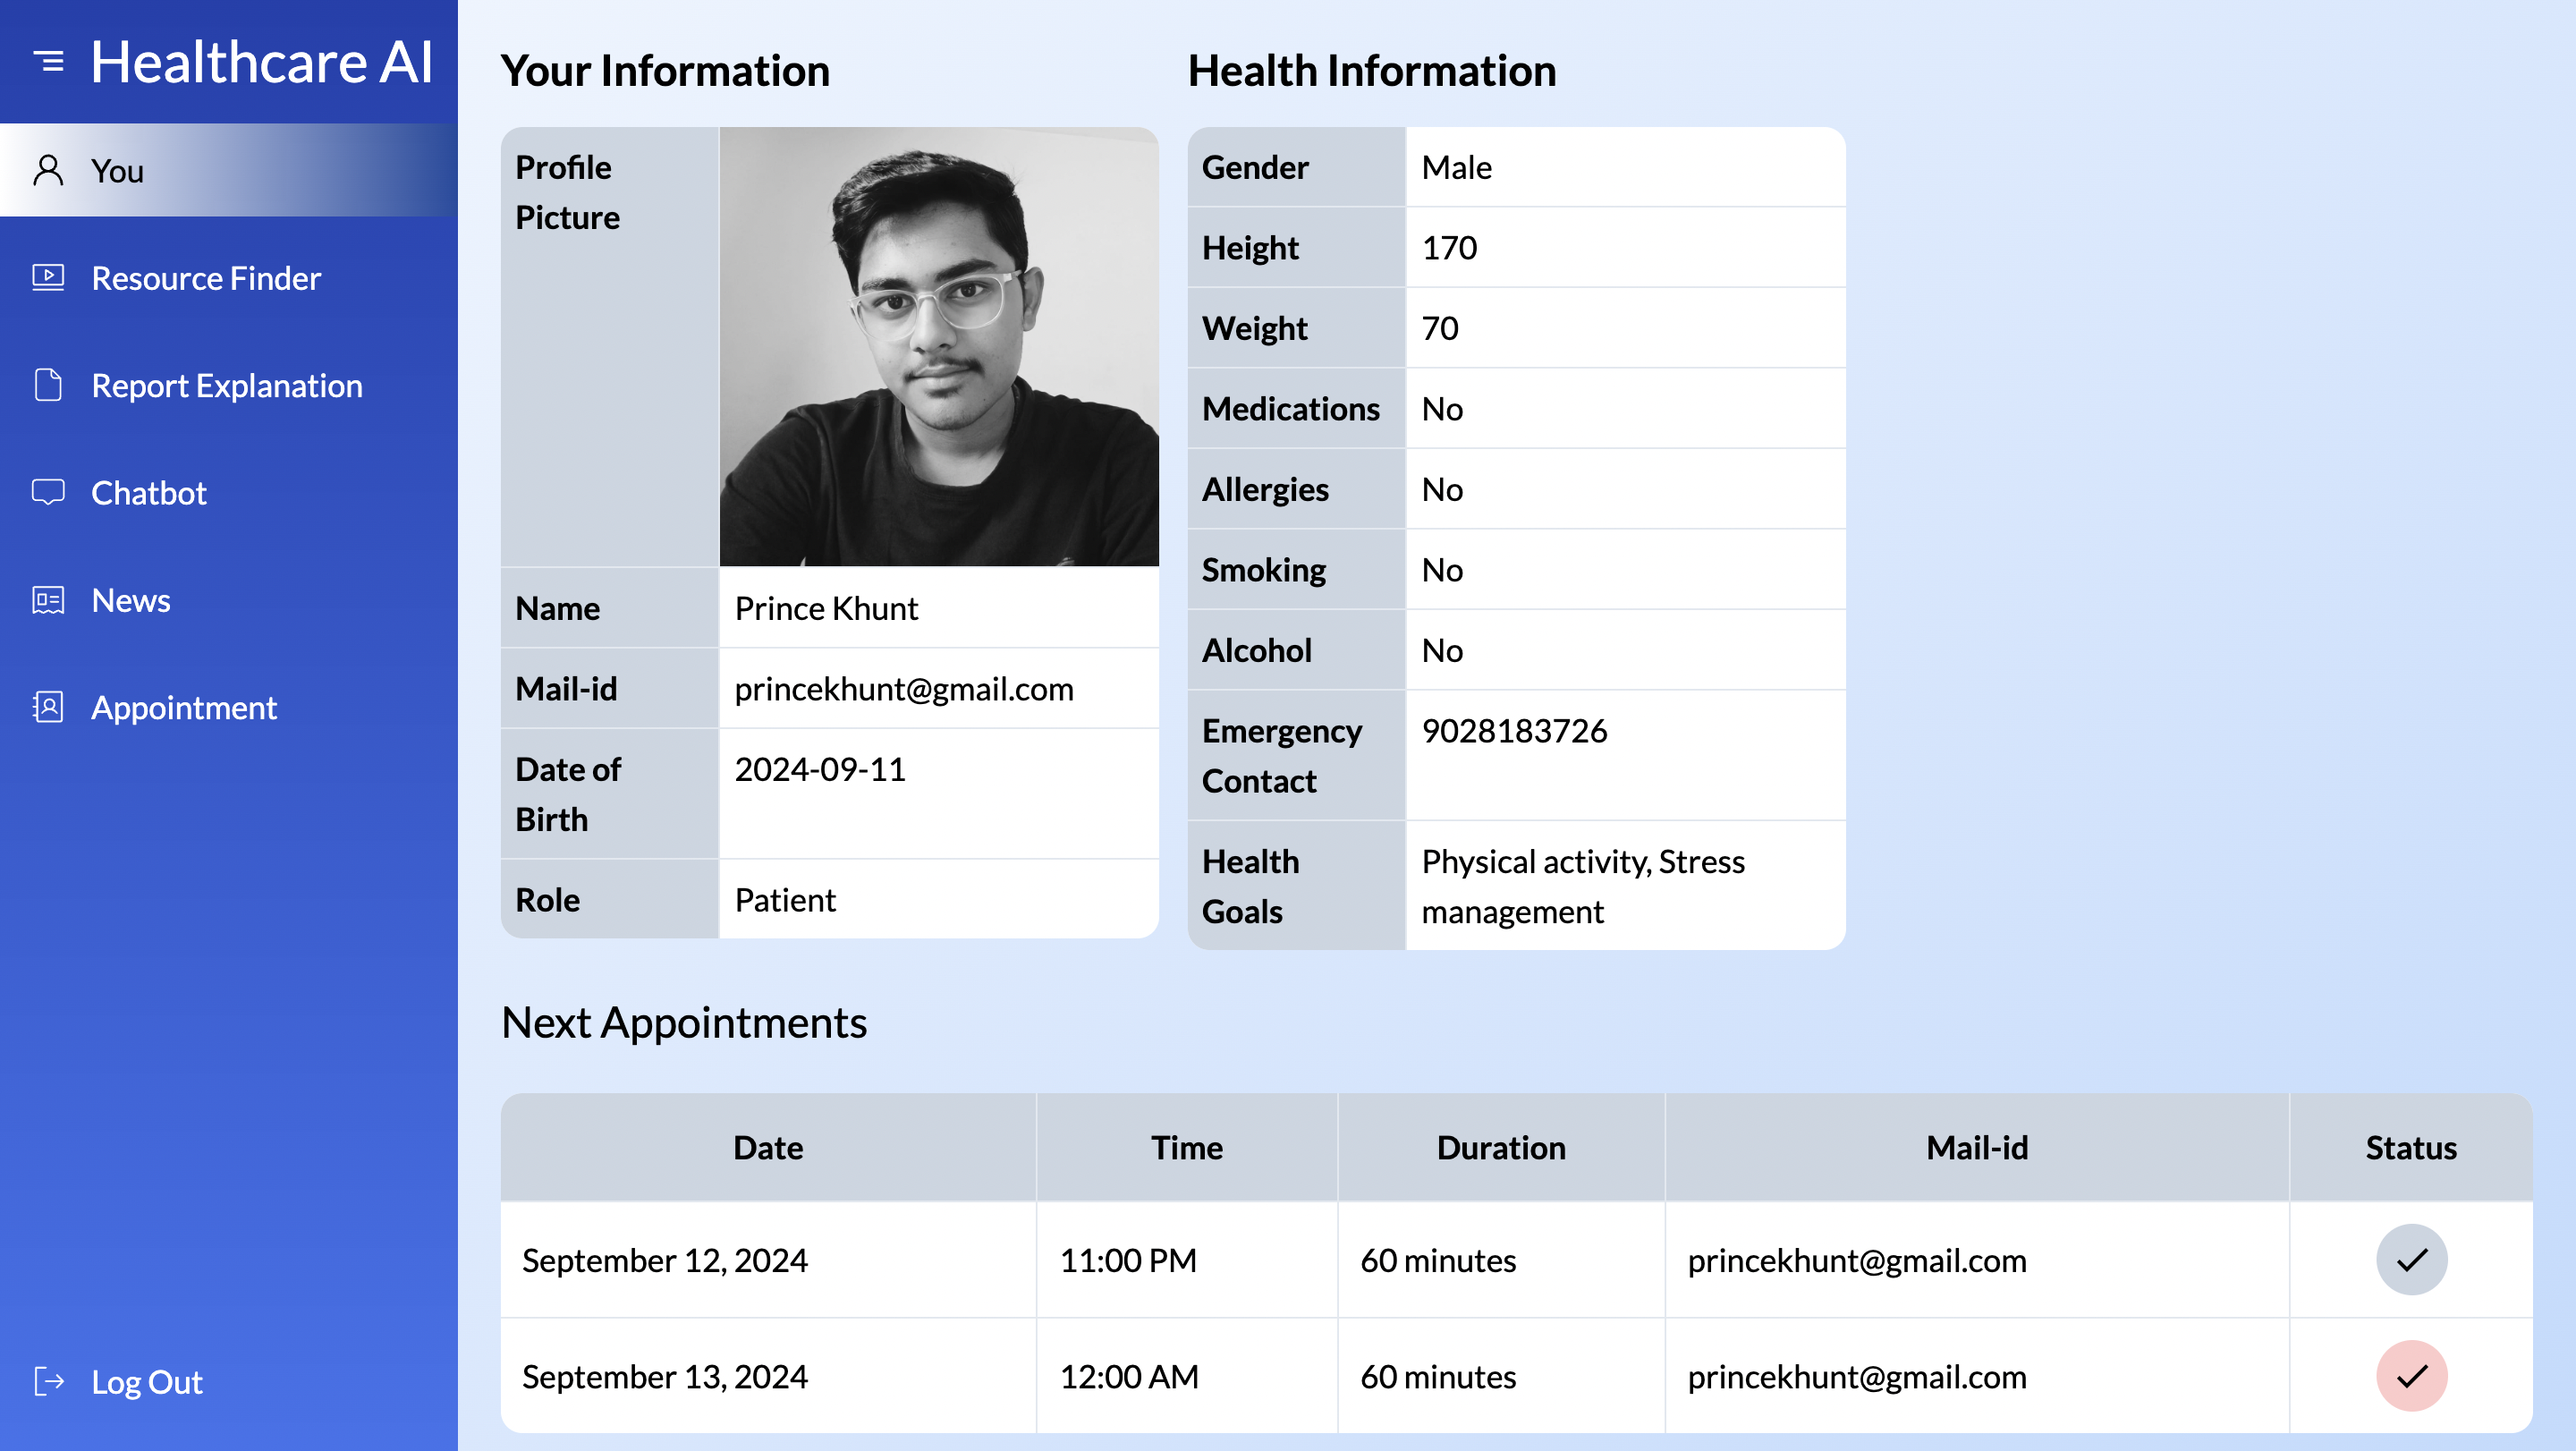 Healthcare AI
You
Resource Finder
Report Explanation
Chatbot
News
Appointment
Log Out
Your Information
Profile
Picture
Name Prince Khunt
Mail-id princekhunt@gmail.com
Date of 2024-09-11
Birth
Role Patient
Health Information
Gender Male
Height 170
Weight 70
Medications No
Allergies No
Smoking No
Alcohol No
Emergency 9028183726
Contact
Health Physical activity, Stress
Goals management
Next Appointments
Date Time Duration Mail-id Status
September 12, 2024 11:00 PM 60 minutes princekhunt@gmail.com
September 13, 2024 12:00 AM 60 minutes princekhunt@gmail.com